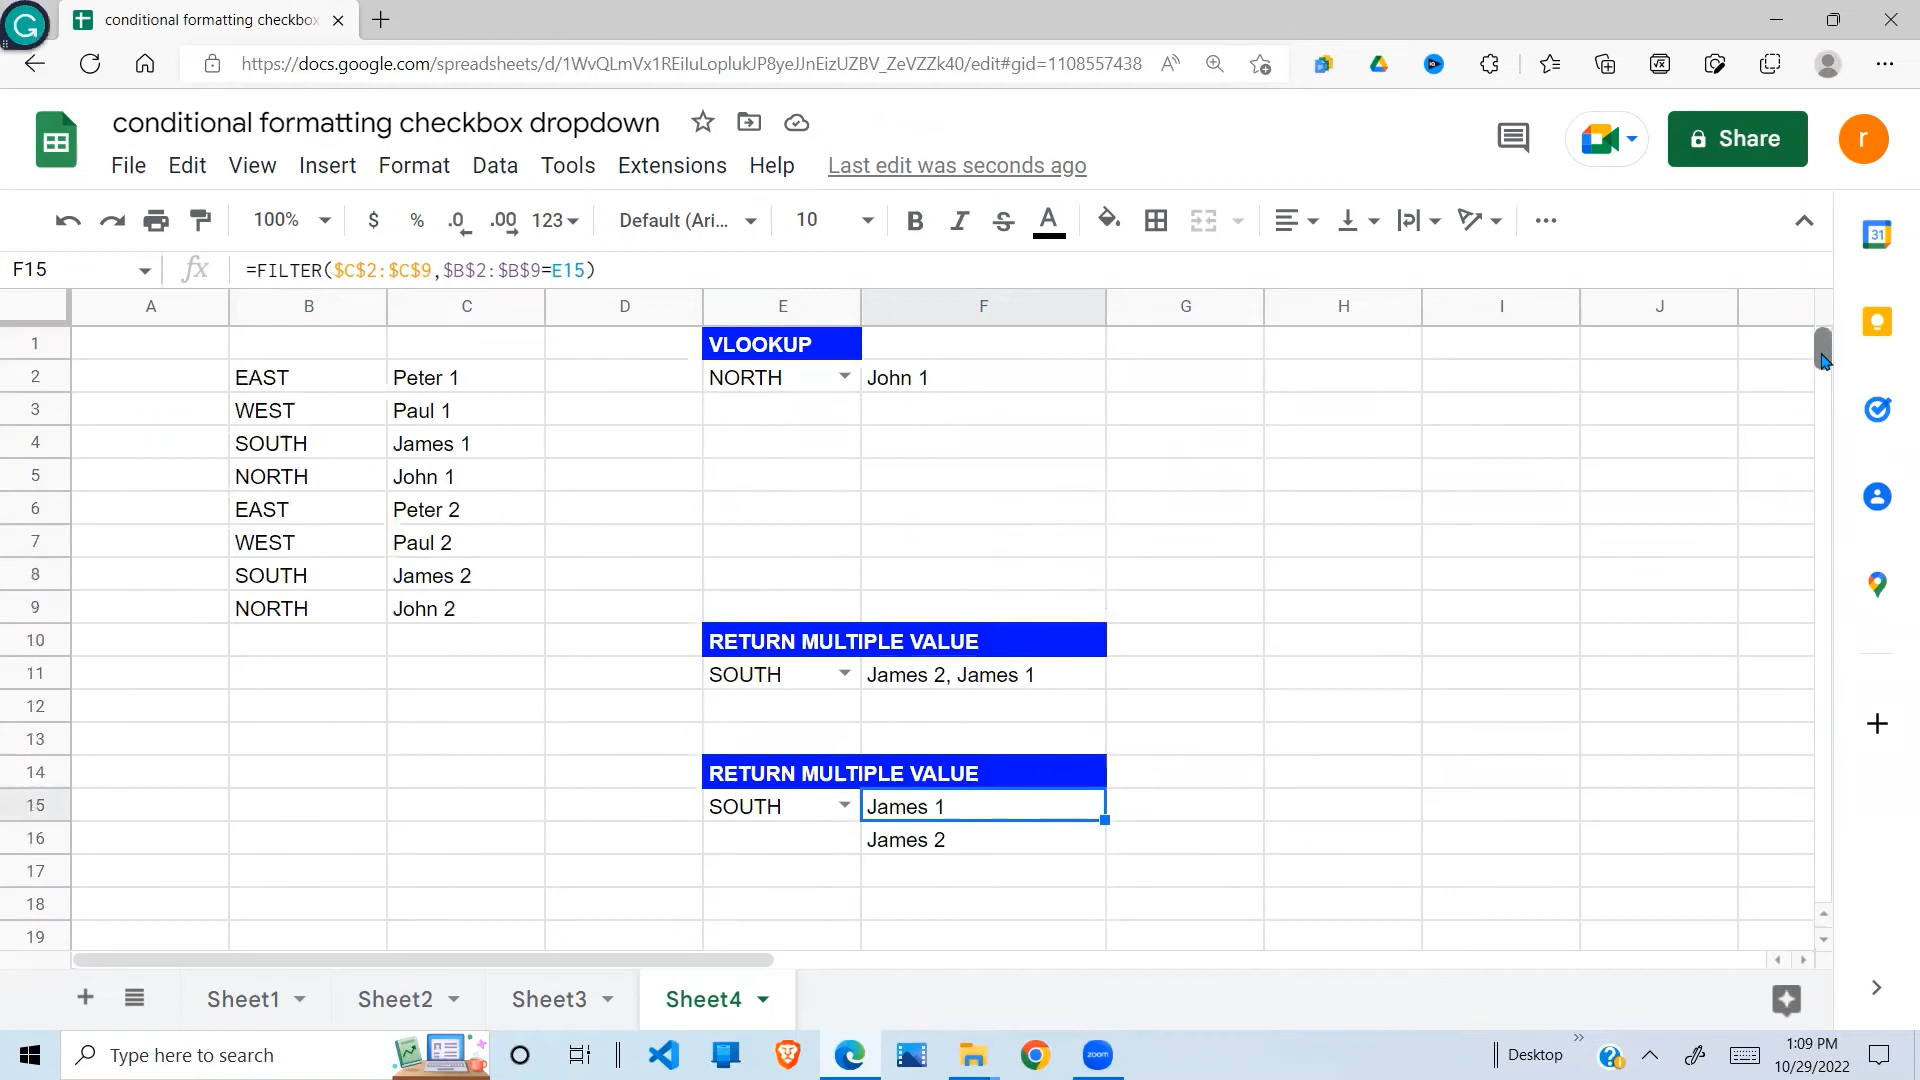 conditional formatting checkbox
https://docs.google.com/spreadsheets/d/1WvQLmVx1REiluLoplukJP8yeJJnEizUZBV_ZeVZZk40/edit#gid=1108557438
conditional formatting checkbox dropdown
Share
r
File Edit View Insert Format Data Tools Extensions Help Last edit was seconds ago
100% $ % .0 .00 123 Default (Ari... 10 B I S A
31
F15 fx =FILTER($C$2:$C$9,$B$2:$B$9=E15)
A B C D E F G H I J
1 VLOOKUP
2 EAST Peter 1 NORTH John 1
3 WEST Paul 1
4 SOUTH James 1
5 NORTH John 1
6 EAST Peter 2
7 WEST Paul 2
8 SOUTH James 2
9 NORTH John 2
10 RETURN MULTIPLE VALUE
11 SOUTH James 2, James 1
12
13
14 RETURN MULTIPLE VALUE
15 SOUTH James 1
16 James 2
17
18
19
Sheet1 Sheet2 Sheet3 Sheet4
Type here to search zoom Desktop 1:09 PM
10/29/2022